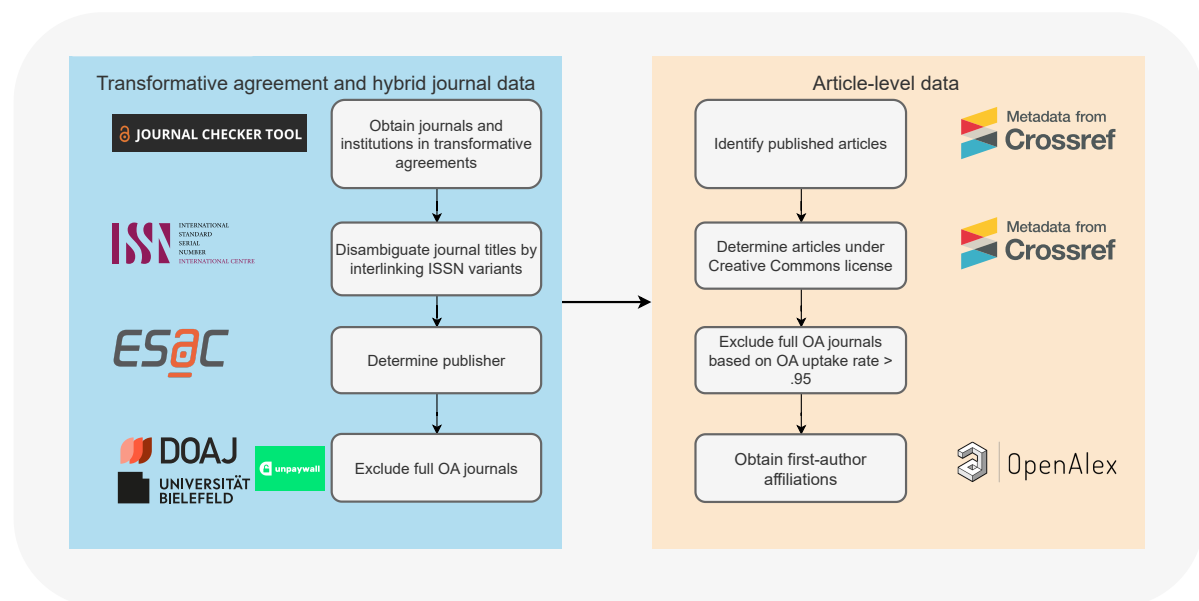 Transformative agreement and hybrid journal data
JOURNAL CHECKER TOOL
Obtain journals and
institutions in transformative
agreements
ISSN
INTERNATIONAL
STANDARD
SERIAL
NUMBER
INTERNATIONAL CENTRE
Disambiguate journal titles by
interlinking ISSN variants
ESAC
Determine publisher
DOAJ
UNIVERSITÄT
BIELEFELD
unpaywall
Exclude full OA journals
Article-level data
Identify published articles
Metadata from
Crossref
Determine articles under
Creative Commons license
Metadata from
Crossref
Exclude full OA journals
based on OA uptake rate >
.95
Obtain first-author
affiliations
OpenAlex